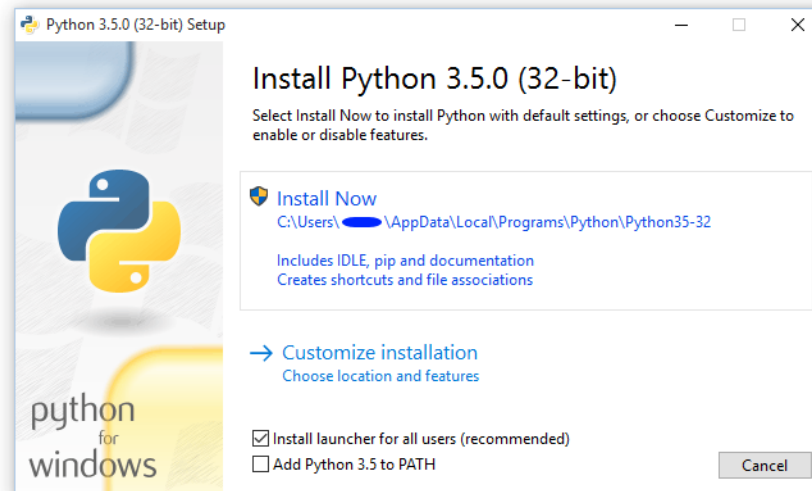 Python 3.5.0 (32-bit) Setup
Install Python 3.5.0 (32-bit)
Select Install Now to install Python with default settings, or choose Customize to
enable or disable features.
Install Now
C:\Users\ \AppData\Local\Programs\Python\Python35-32
Includes IDLE, pip and documentation
Creates shortcuts and file associations
Customize installation
Choose location and features
python
for
windows
Install launcher for all users (recommended)
Add Python 3.5 to PATH
Cancel